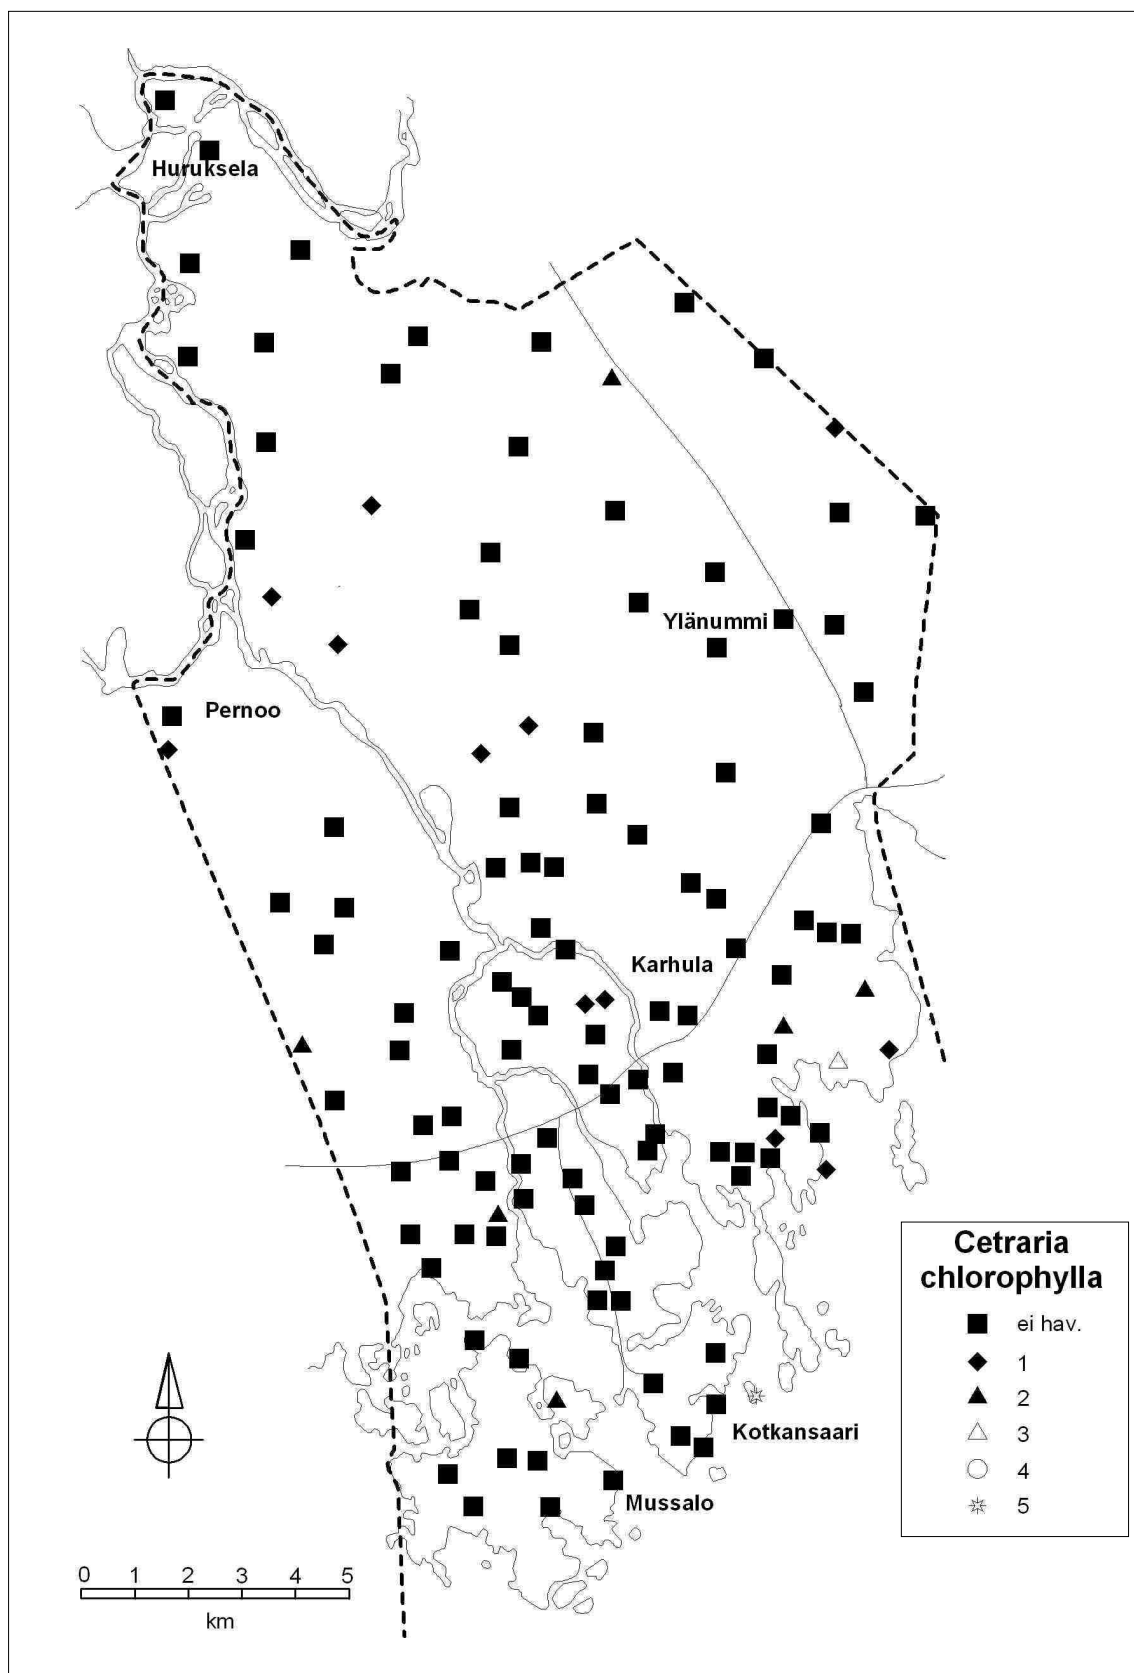 Huruksela
Ylänummi
Pernoo
Karhula
Cetraria
chlorophylla
ei hav.
1
2
3
4
5
Kotkansaari
Mussalo
0 1 2 3 4 5
km